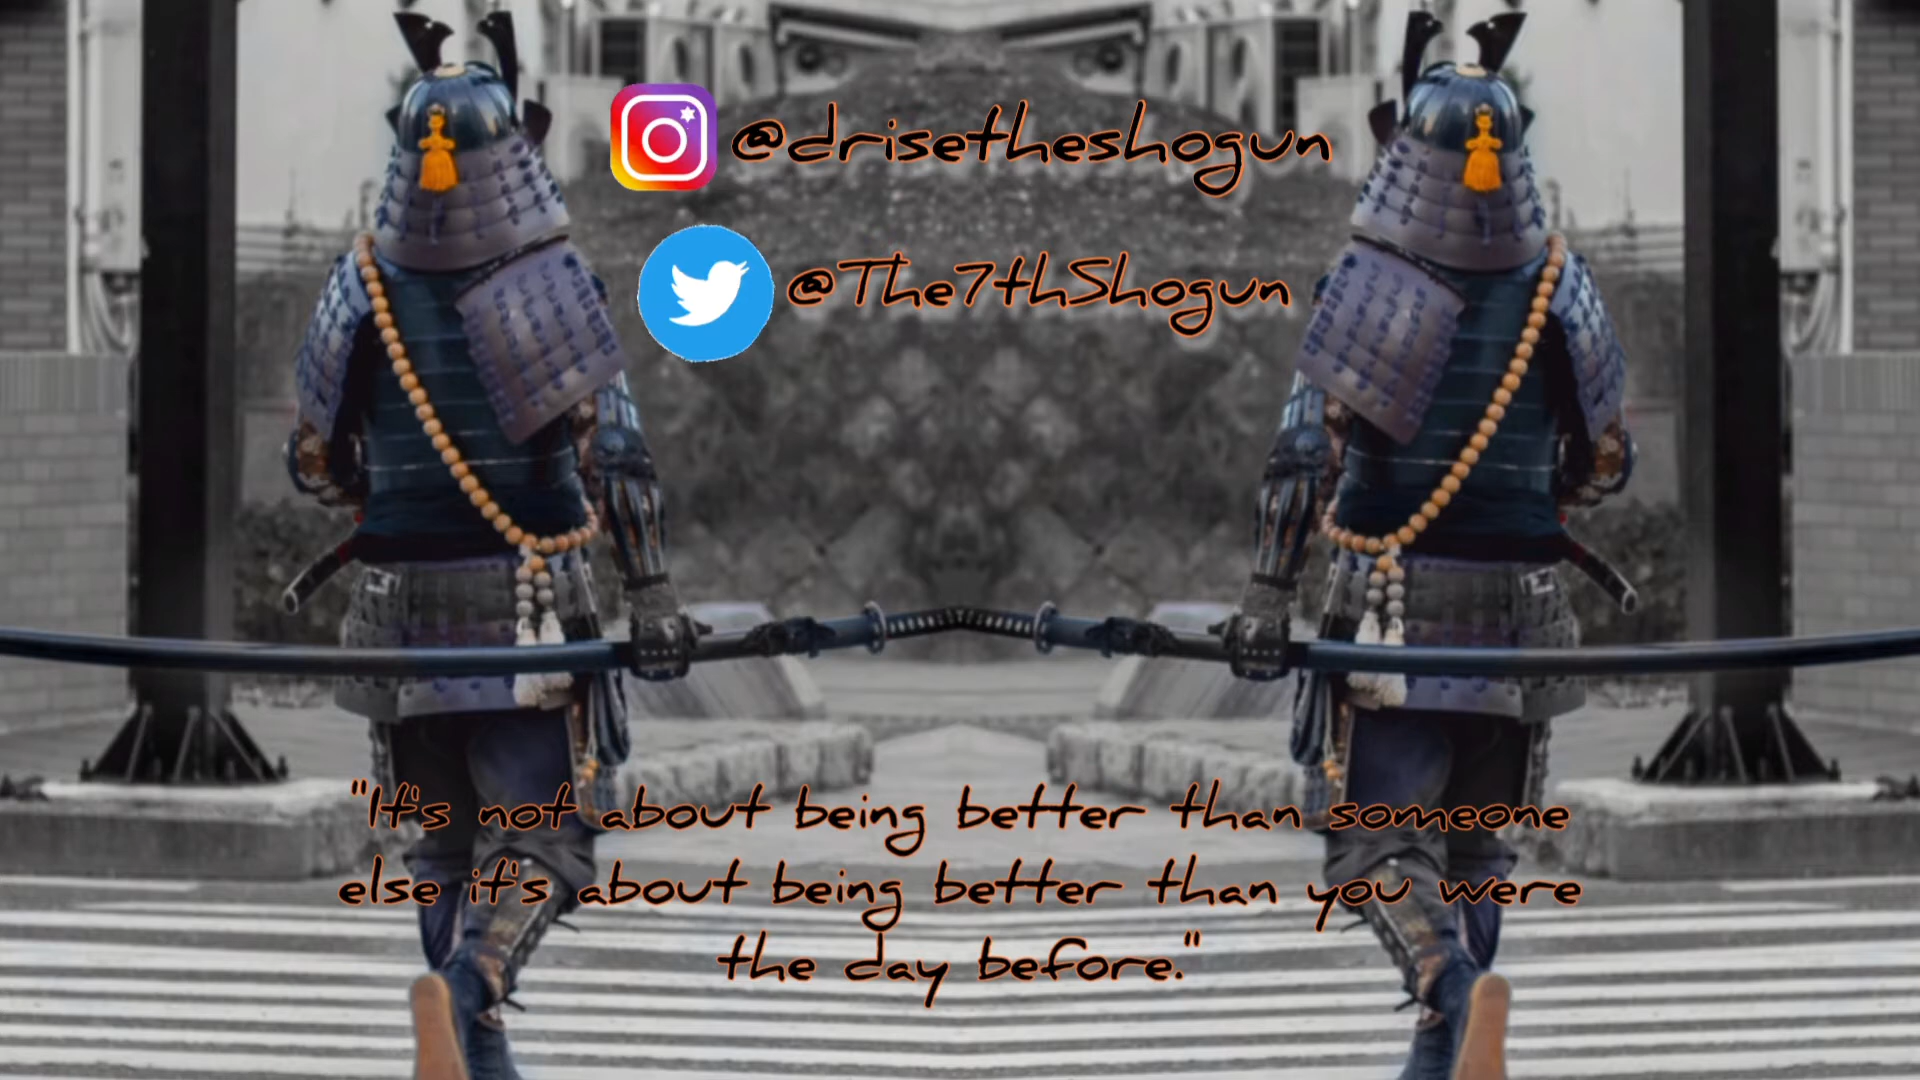 @drisetheshogun
@The7thShogun
"It's not about being better than someone
else it's about being better than you were
the day before."